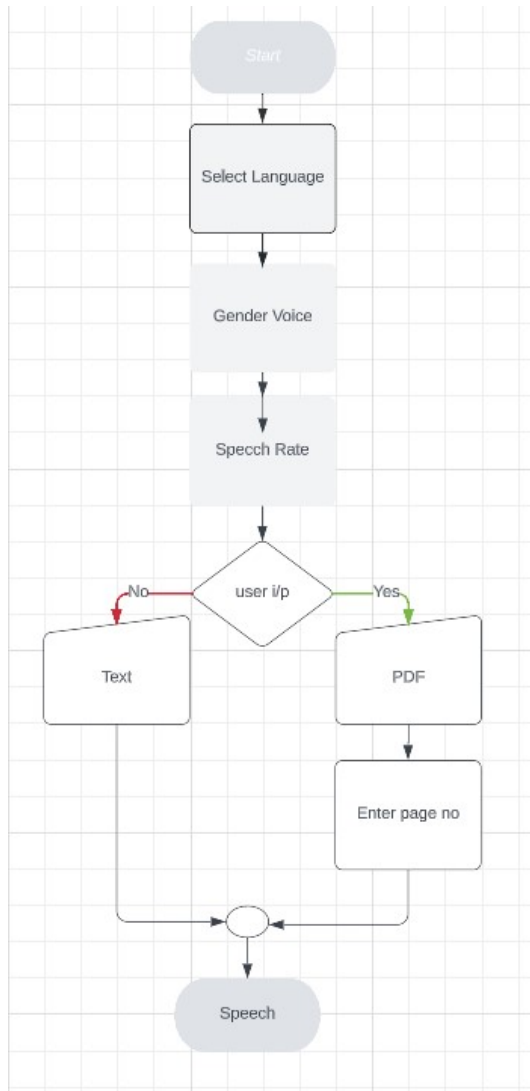 Start
Select Language
Gender Voice
Specch Rate
user i/p
No
Yes
Text
PDF
Enter page no
Speech